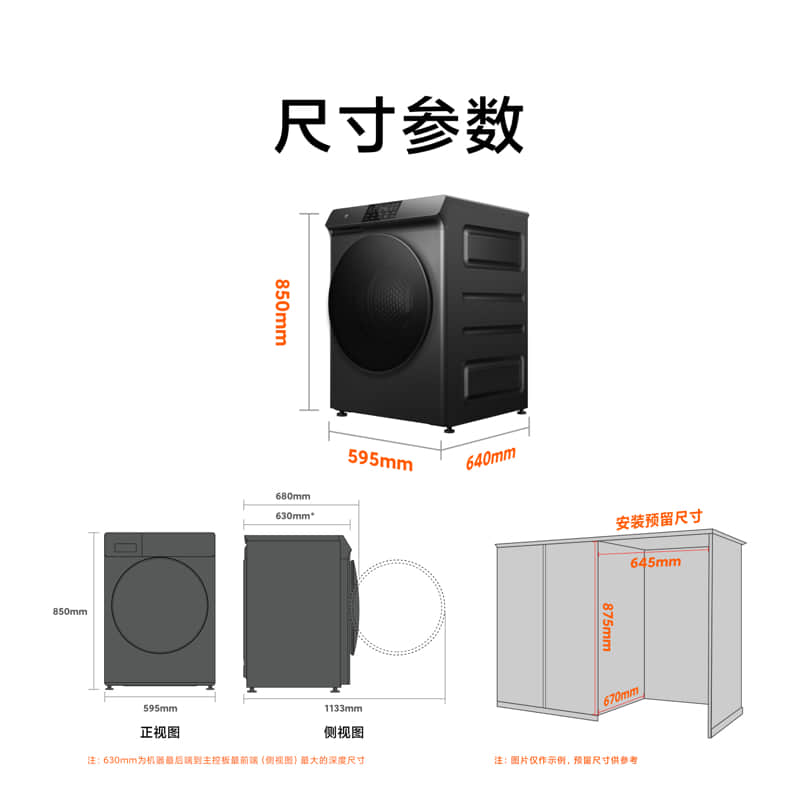 尺寸参数
850mm
595mm
640mm
680mm
630mm*
850mm
595mm
正视图
1133mm
侧视图
安装预留尺寸
645mm
875mm
670mm
注：630mm为机器最后端到主控板最前端（侧视图）最大的深度尺寸
注：图片仅作示例，预留尺寸供参考